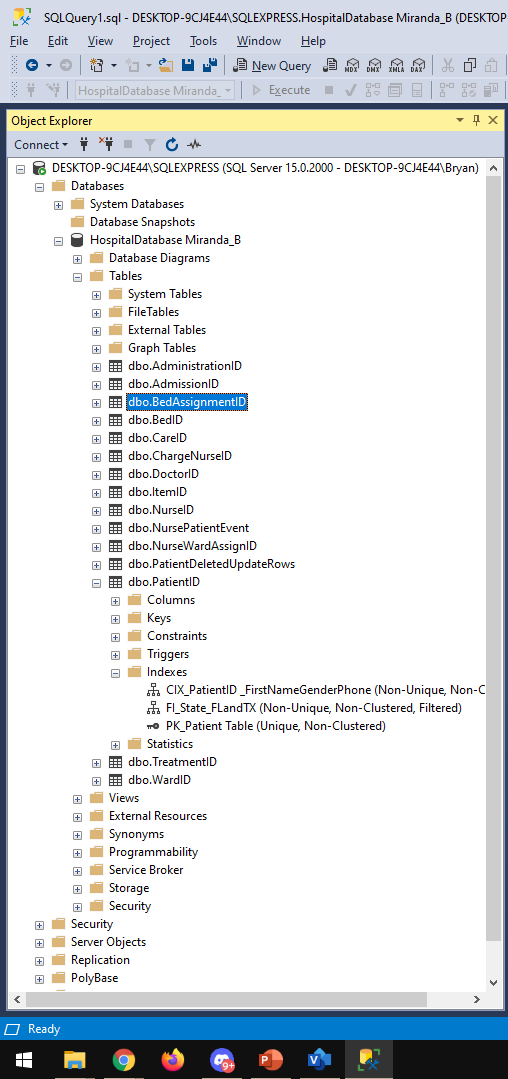 SQLQuery1.sql - DESKTOP-9CJ4E44\SQLEXPRESS.HospitalDatabase Miranda_B (DESKTOP
File Edit View Project Tools Window Help
New Query MDX DMX XMLA DAX
HospitalDatabase Miranda_ Execute
Object Explorer
Connect
DESKTOP-9CJ4E44\SQLEXPRESS (SQL Server 15.0.2000 - DESKTOP-9CJ4E44\Bryan)
Databases
System Databases
Database Snapshots
HospitalDatabase Miranda_B
Database Diagrams
Tables
System Tables
FileTables
External Tables
Graph Tables
dbo.AdministrationID
dbo.AdmissionID
dbo.BedAssignmentID
dbo.BedID
dbo.CareID
dbo.ChargeNurseID
dbo.DoctorID
dbo.ItemID
dbo.NurseID
dbo.NursePatientEvent
dbo.NurseWardAssignID
dbo.PatientDeletedUpdateRows
dbo.PatientID
Columns
Keys
Constraints
Triggers
Indexes
CIX_PatientID _FirstNameGenderPhone (Non-Unique, Non-C
FI_State_FLandTX (Non-Unique, Non-Clustered, Filtered)
PK_Patient Table (Unique, Non-Clustered)
Statistics
dbo.TreatmentID
dbo.WardID
Views
External Resources
Synonyms
Programmability
Service Broker
Storage
Security
Security
Server Objects
Replication
PolyBase
Ready
9+